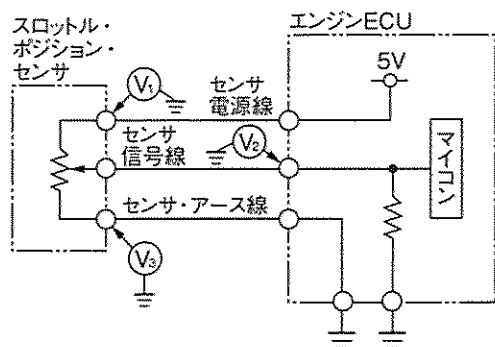 スロットル・
ポジション・
センサ
エンジンECU
5V
V₁
センサ
電源線
センサ
信号線
V₂
マイコン
センサ・アース線
V₃